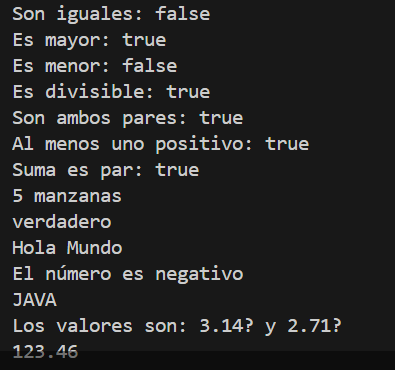 Son iguales: false
Es mayor: true
Es menor: false
Es divisible: true
Son ambos pares: true
Al menos uno positivo: true
Suma es par: true
5 manzanas
verdadero
Hola Mundo
El número es negativo
JAVA
Los valores son: 3.14? y 2.71?
123.46